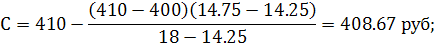 С = 410 − (410 − 400)(14.75 − 14.25) / 18 − 14.25 = 408.67 руб;